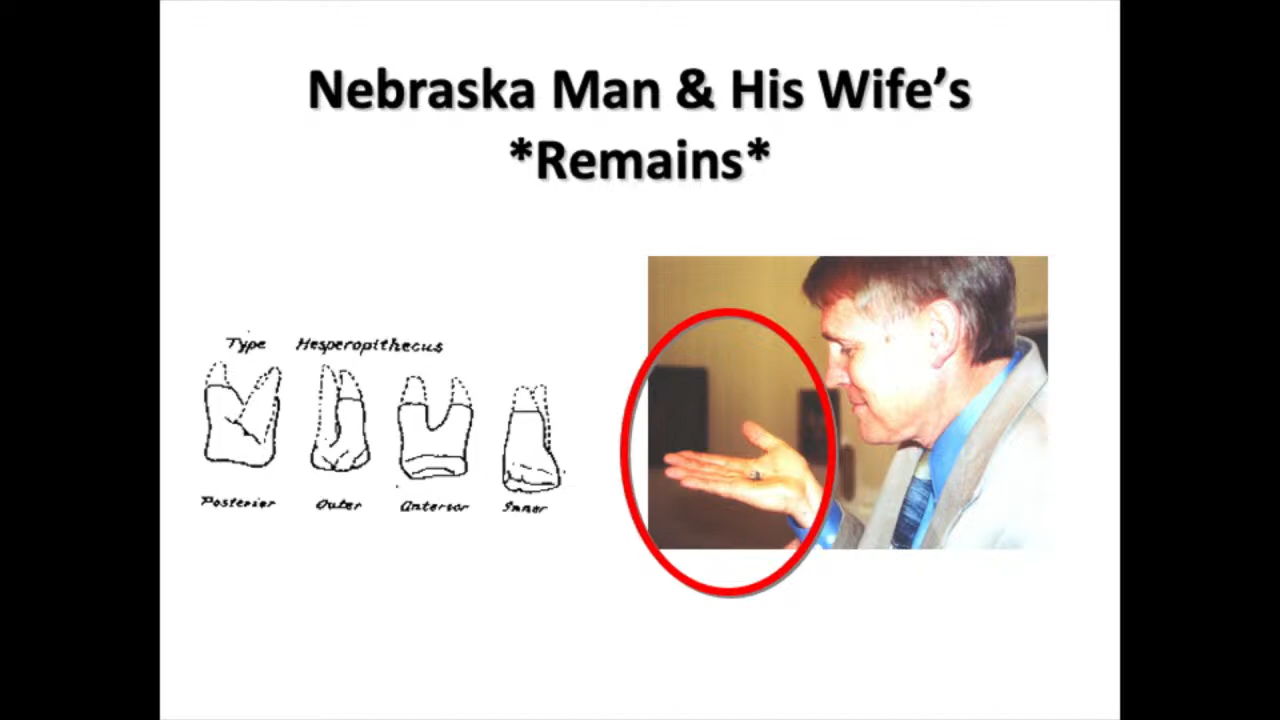 Nebraska Man & His Wife's
*Remains*
Type Hesperopithecus
Posterior Outer Anterior Inner